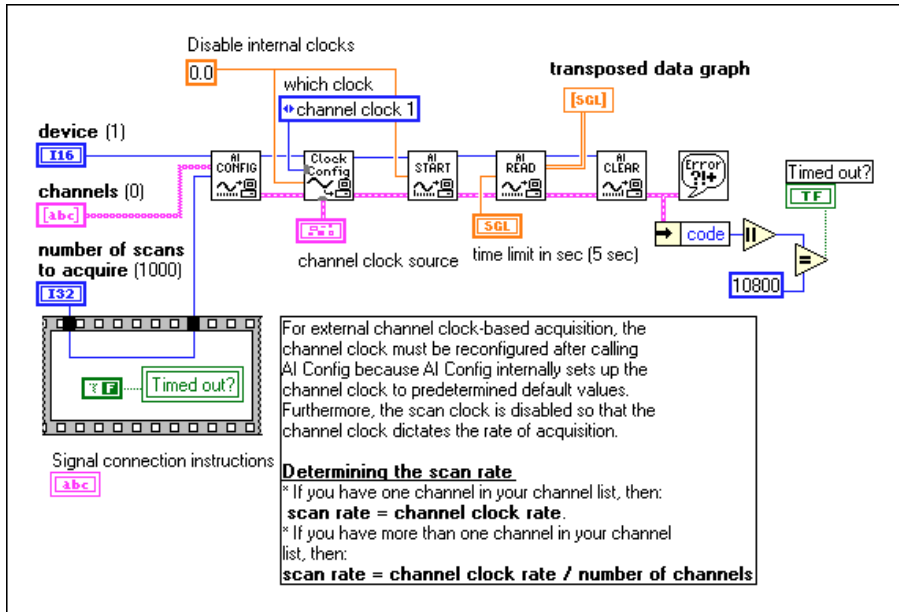 Disable internal clocks
0.0
which clock
channel clock 1
transposed data graph
[SGL]
device (1)
I16
AI CONFIG
Clock Config
AI START
AI READ
AI CLEAR
Error ?!+
Timed out?
TF
channels (0)
[abc]
SGL
code
channel clock source
time limit in sec (5 sec)
number of scans
to acquire (1000)
I32
10800
=
F
Timed out?
For external channel clock-based acquisition, the
channel clock must be reconfigured after calling
AI Config because AI Config internally sets up the
channel clock to predetermined default values.
Furthermore, the scan clock is disabled so that the
channel clock dictates the rate of acquisition.
Determining the scan rate
* If you have one channel in your channel list, then:
scan rate = channel clock rate.
* If you have more than one channel in your channel
list, then:
scan rate = channel clock rate / number of channels
Signal connection instructions
abc